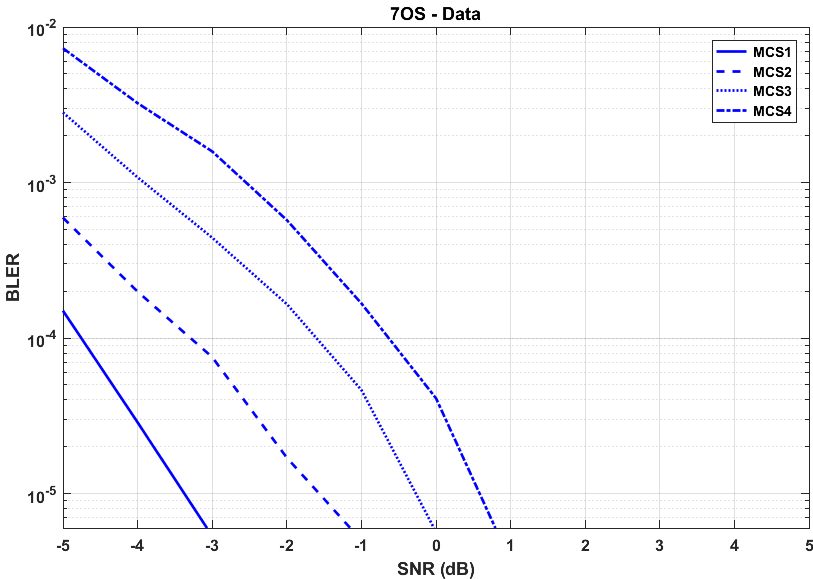 7OS - Data
10^-2
10^-3
10^-4
10^-5
BLER
MCS1
MCS2
MCS3
MCS4
-5 -4 -3 -2 -1 0 1 2 3 4 5
SNR (dB)